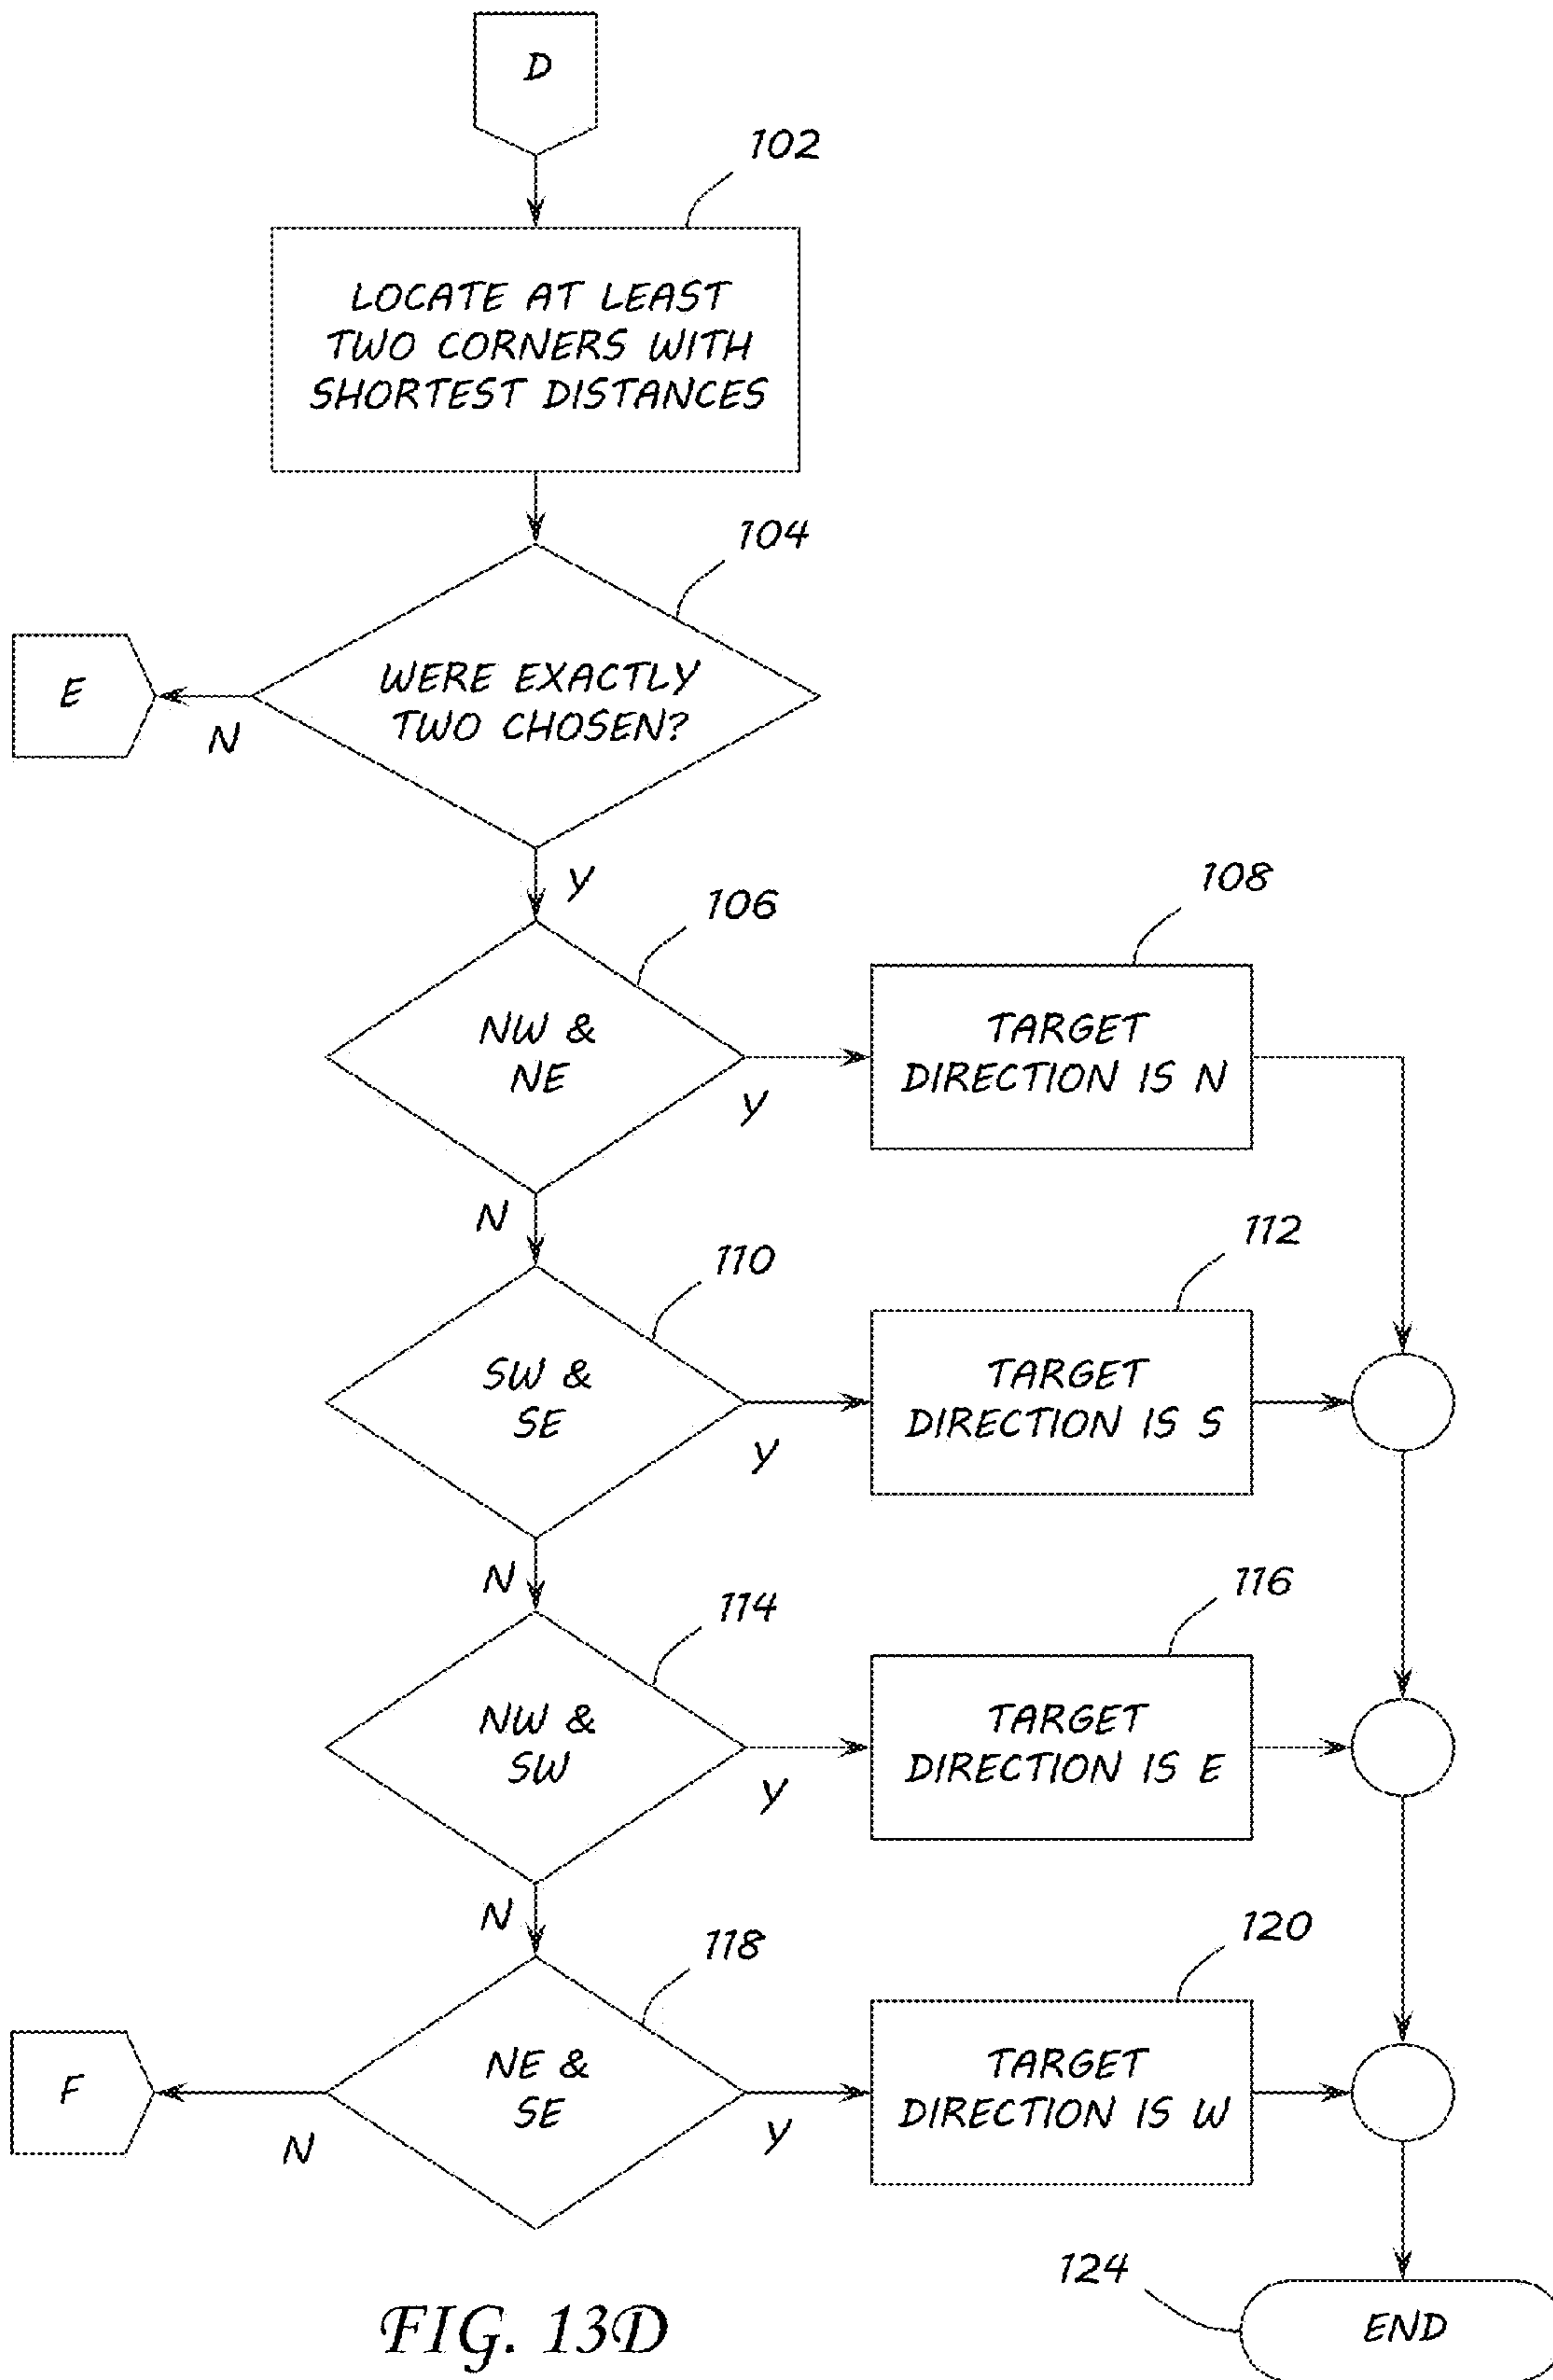 D
102
LOCATE AT LEAST
TWO CORNERS WITH
SHORTEST DISTANCES
104
WERE EXACTLY
TWO CHOSEN?
E
N
Y
106
NW &
NE
Y
108
TARGET
DIRECTION IS N
N
110
SW &
SE
Y
112
TARGET
DIRECTION IS S
N
114
NW &
SW
Y
116
TARGET
DIRECTION IS E
N
118
NE &
SE
Y
120
TARGET
DIRECTION IS W
F
N
124
END
FIG. 13D